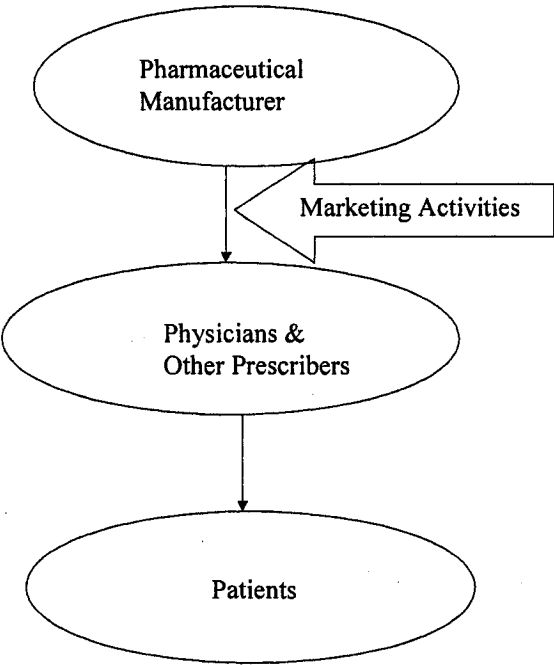 Pharmaceutical
Manufacturer
Marketing Activities
Physicians &
Other Prescribers
Patients